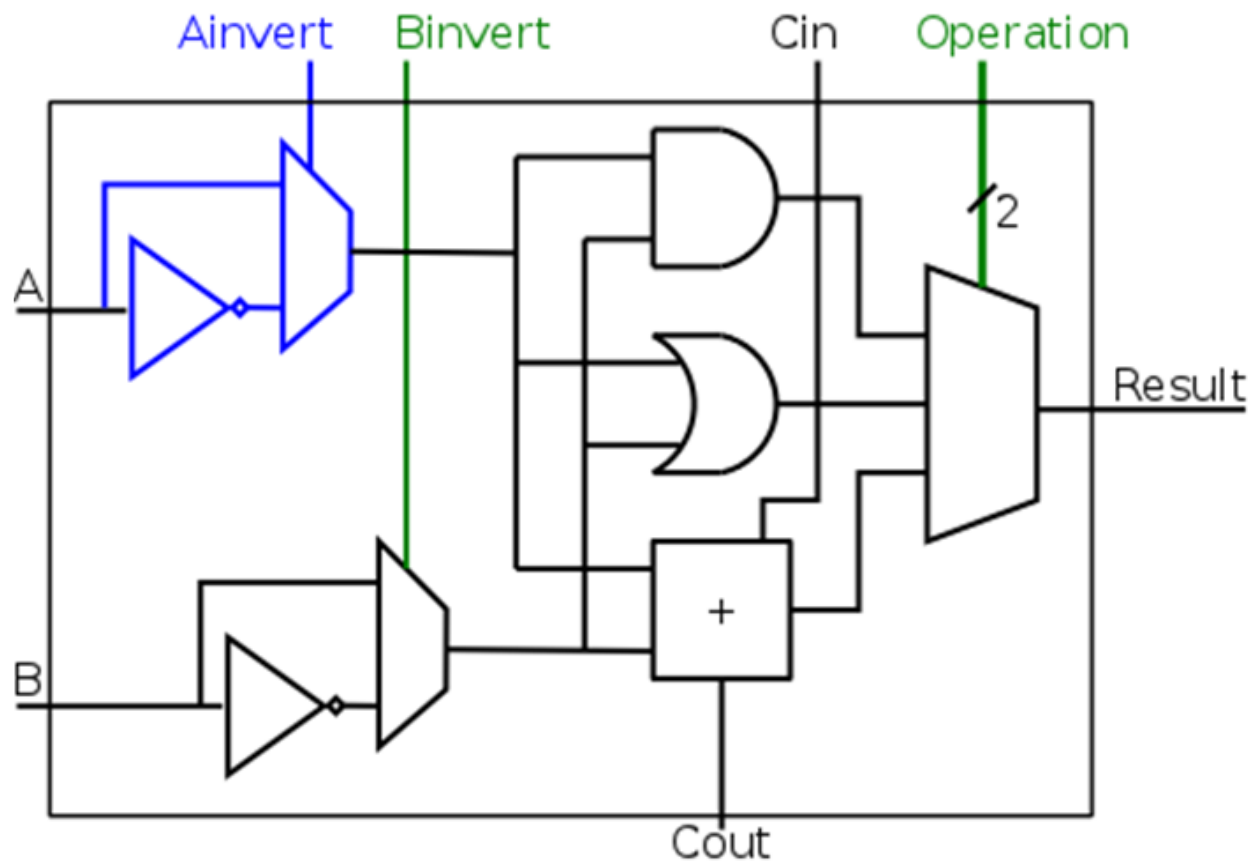 Ainvert
Binvert
Cin
Operation
2
A
Result
+
B
Cout